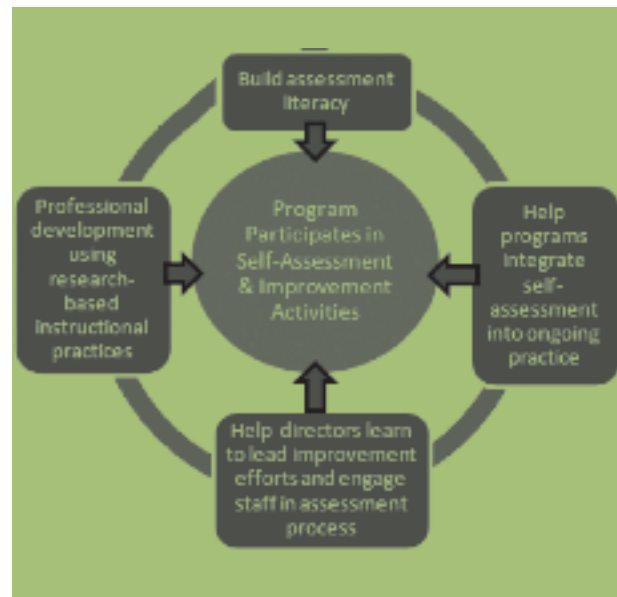 Build assessment
literacy
Professional
development
using
research-
based
instructional
practices
Program
Participates in
Self-Assessment
& Improvement
Activities
Help
programs
integrate
self-
assessment
into ongoing
practice
Help directors learn
to lead improvement
efforts and engage
staff in assessment
process